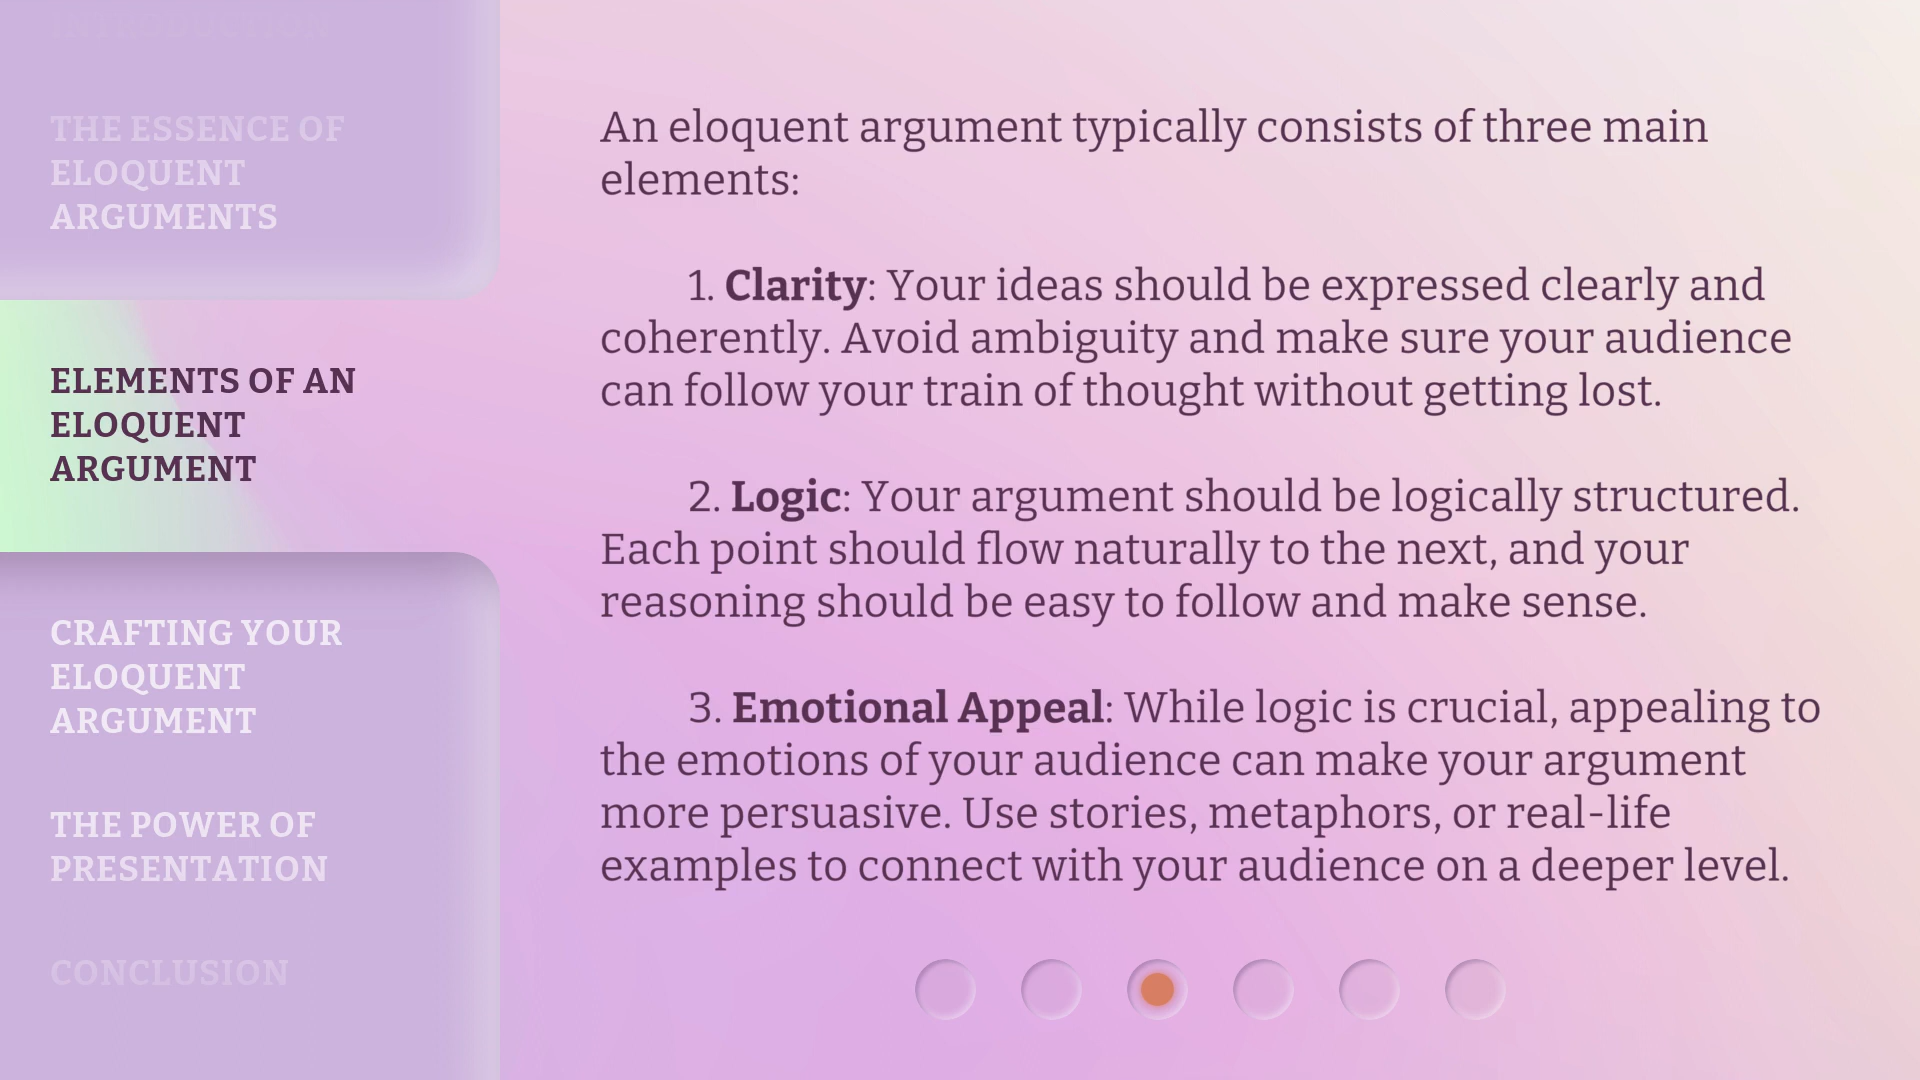 INTRODUCTION
THE ESSENCE OF
ELOQUENT
ARGUMENTS
ELEMENTS OF AN
ELOQUENT
ARGUMENT
CRAFTING YOUR
ELOQUENT
ARGUMENT
THE POWER OF
PRESENTATION
CONCLUSION
An eloquent argument typically consists of three main
elements:
1. Clarity: Your ideas should be expressed clearly and
coherently. Avoid ambiguity and make sure your audience
can follow your train of thought without getting lost.
2. Logic: Your argument should be logically structured.
Each point should flow naturally to the next, and your
reasoning should be easy to follow and make sense.
3. Emotional Appeal: While logic is crucial, appealing to
the emotions of your audience can make your argument
more persuasive. Use stories, metaphors, or real-life
examples to connect with your audience on a deeper level.